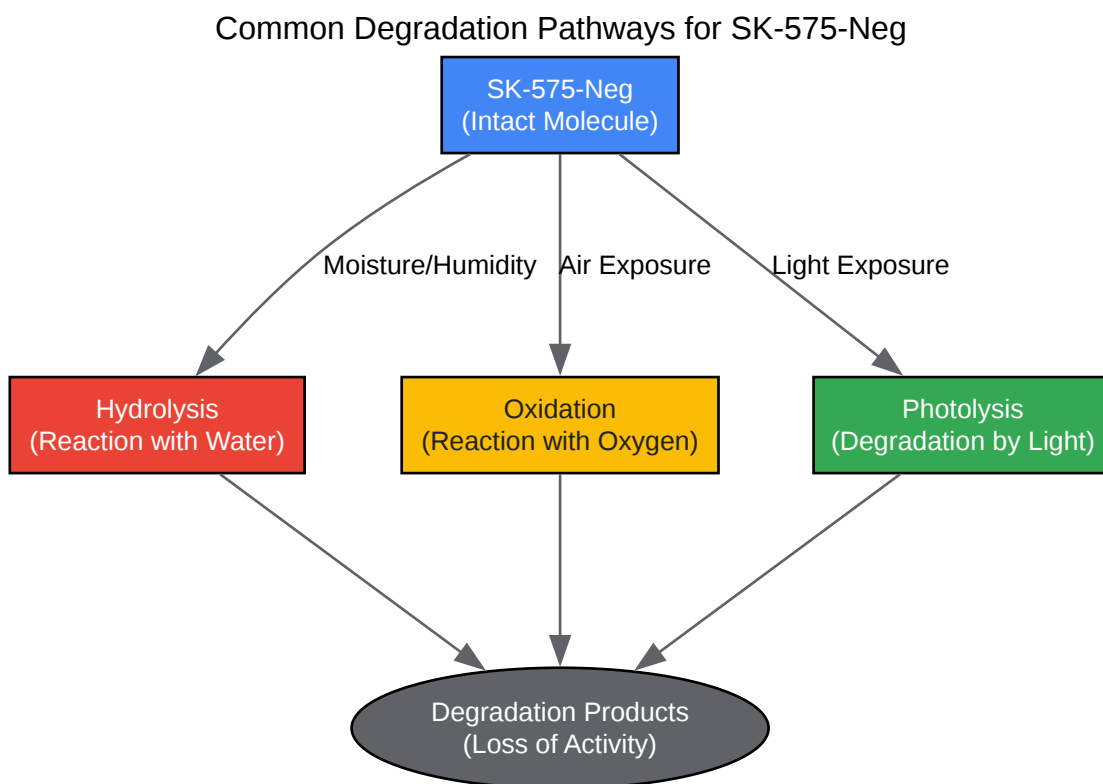 Common Degradation Pathways for SK-575-Neg
SK-575-Neg
(Intact Molecule)
Moisture/Humidity
Air Exposure
Light Exposure
Hydrolysis
(Reaction with Water)
Oxidation
(Reaction with Oxygen)
Photolysis
(Degradation by Light)
Degradation Products
(Loss of Activity)